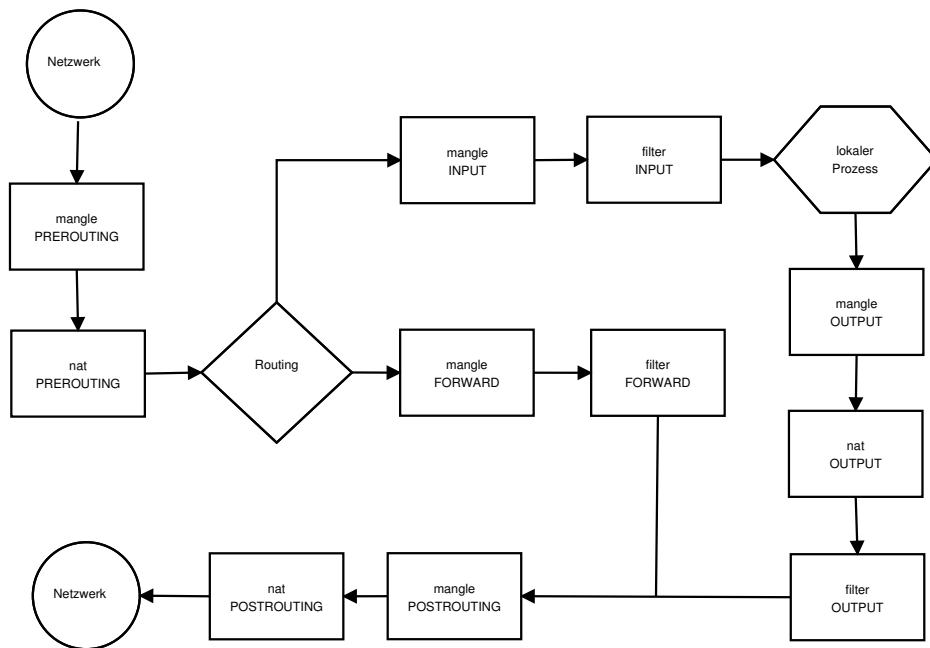 Netzwerk
mangle
PREROUTING
nat
PREROUTING
Routing
mangle
INPUT
filter
INPUT
lokaler
Prozess
mangle
FORWARD
filter
FORWARD
mangle
OUTPUT
nat
OUTPUT
filter
OUTPUT
mangle
POSTROUTING
nat
POSTROUTING
Netzwerk